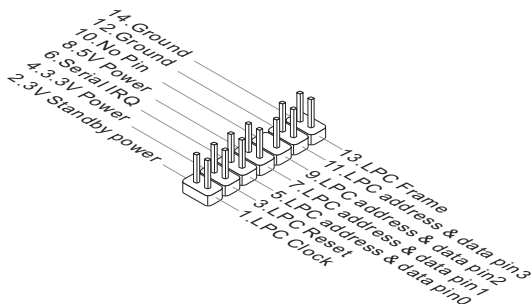 14.Ground
12.Ground
10.No Pin
8.5V Power
6.Serial IRQ
4.3.3V Power
2.3V Standby power
13.LPC Frame
11.LPC address & data pin3
9.LPC address & data pin2
7.LPC address & data pin1
5.LPC address & data pin0
3.LPC Reset
1.LPC Clock